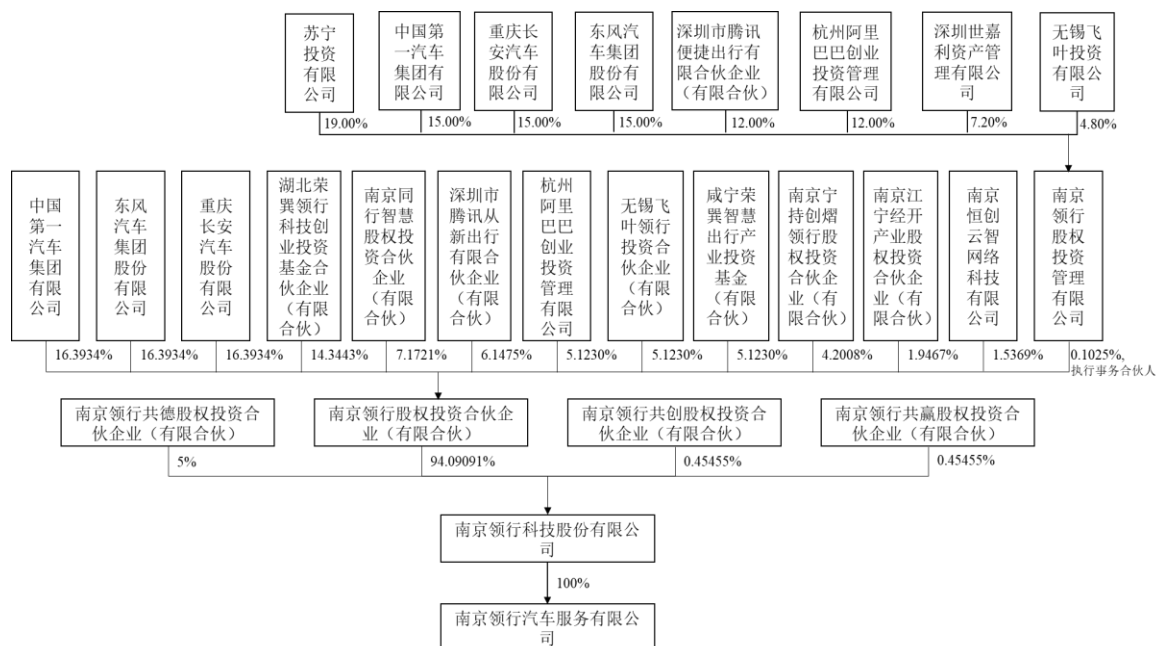 苏宁
投资
有限
公司
中国第
一汽车
集团有
限公司
重庆长
安汽车
股份有
限公司
东风汽
车集团
股份有
限公司
深圳市腾讯
便捷出行有
限合伙企业
（有限合伙）
杭州阿里
巴巴创业
投资管理
有限公司
深圳世嘉
利资产管
理有限公
司
无锡飞
叶投资
有限公
司
19.00%
15.00%
15.00%
15.00%
12.00%
12.00%
7.20%
4.80%
中国
第一
汽车
集团
有限
公司
东风
汽车
集团
股份
有限
公司
重庆
长安
汽车
股份
有限
公司
湖北荣
巽领行
科技创
业投资
基金合
伙企业
（有限
合伙）
南京同
行智慧
股权投
资合伙
企业
（有限
合伙）
深圳市
腾讯从
新出行
有限合
伙企业
（有限
合伙）
杭州
阿里
巴巴
创业
投资
管理
有限
公司
无锡飞
叶领行
投资合
伙企业
（有限
合伙）
咸宁荣
巽智慧
出行产
业投资
基金
（有限
合伙）
南京宁
持创熠
领行股
权投资
合伙企
业（有
限合伙）
南京江
宁经开
产业股
权投资
合伙企
业（有
限合伙）
南京
恒创
云智
网络
科技
有限
公司
南京
领行
股权
投资
管理
有限
公司
16.3934%
16.3934%
16.3934%
14.3443%
7.1721%
6.1475%
5.1230%
5.1230%
5.1230%
4.2008%
1.9467%
1.5369%
0.1025%,
执行事务合伙人
南京领行共德股权投资合
伙企业（有限合伙）
南京领行股权投资合伙企
业（有限合伙）
南京领行共创股权投资合
伙企业（有限合伙）
南京领行共赢股权投资合
伙企业（有限合伙）
5%
94.09091%
0.45455%
0.45455%
南京领行科技股份有限公
司
100%
南京领行汽车服务有限公
司